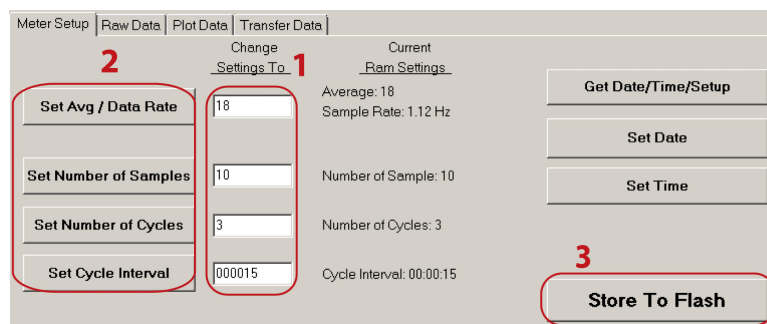 Meter Setup Raw Data Plot Data Transfer Data
2
Change
Settings To
1
Current
Ram Settings
Set Avg / Data Rate
18
Average: 18
Sample Rate: 1.12 Hz
Get Date/Time/Setup
Set Date
Set Number of Samples
10
Number of Sample: 10
Set Time
Set Number of Cycles
3
Number of Cycles: 3
Set Cycle Interval
000015
Cycle Interval: 00:00:15
3
Store To Flash